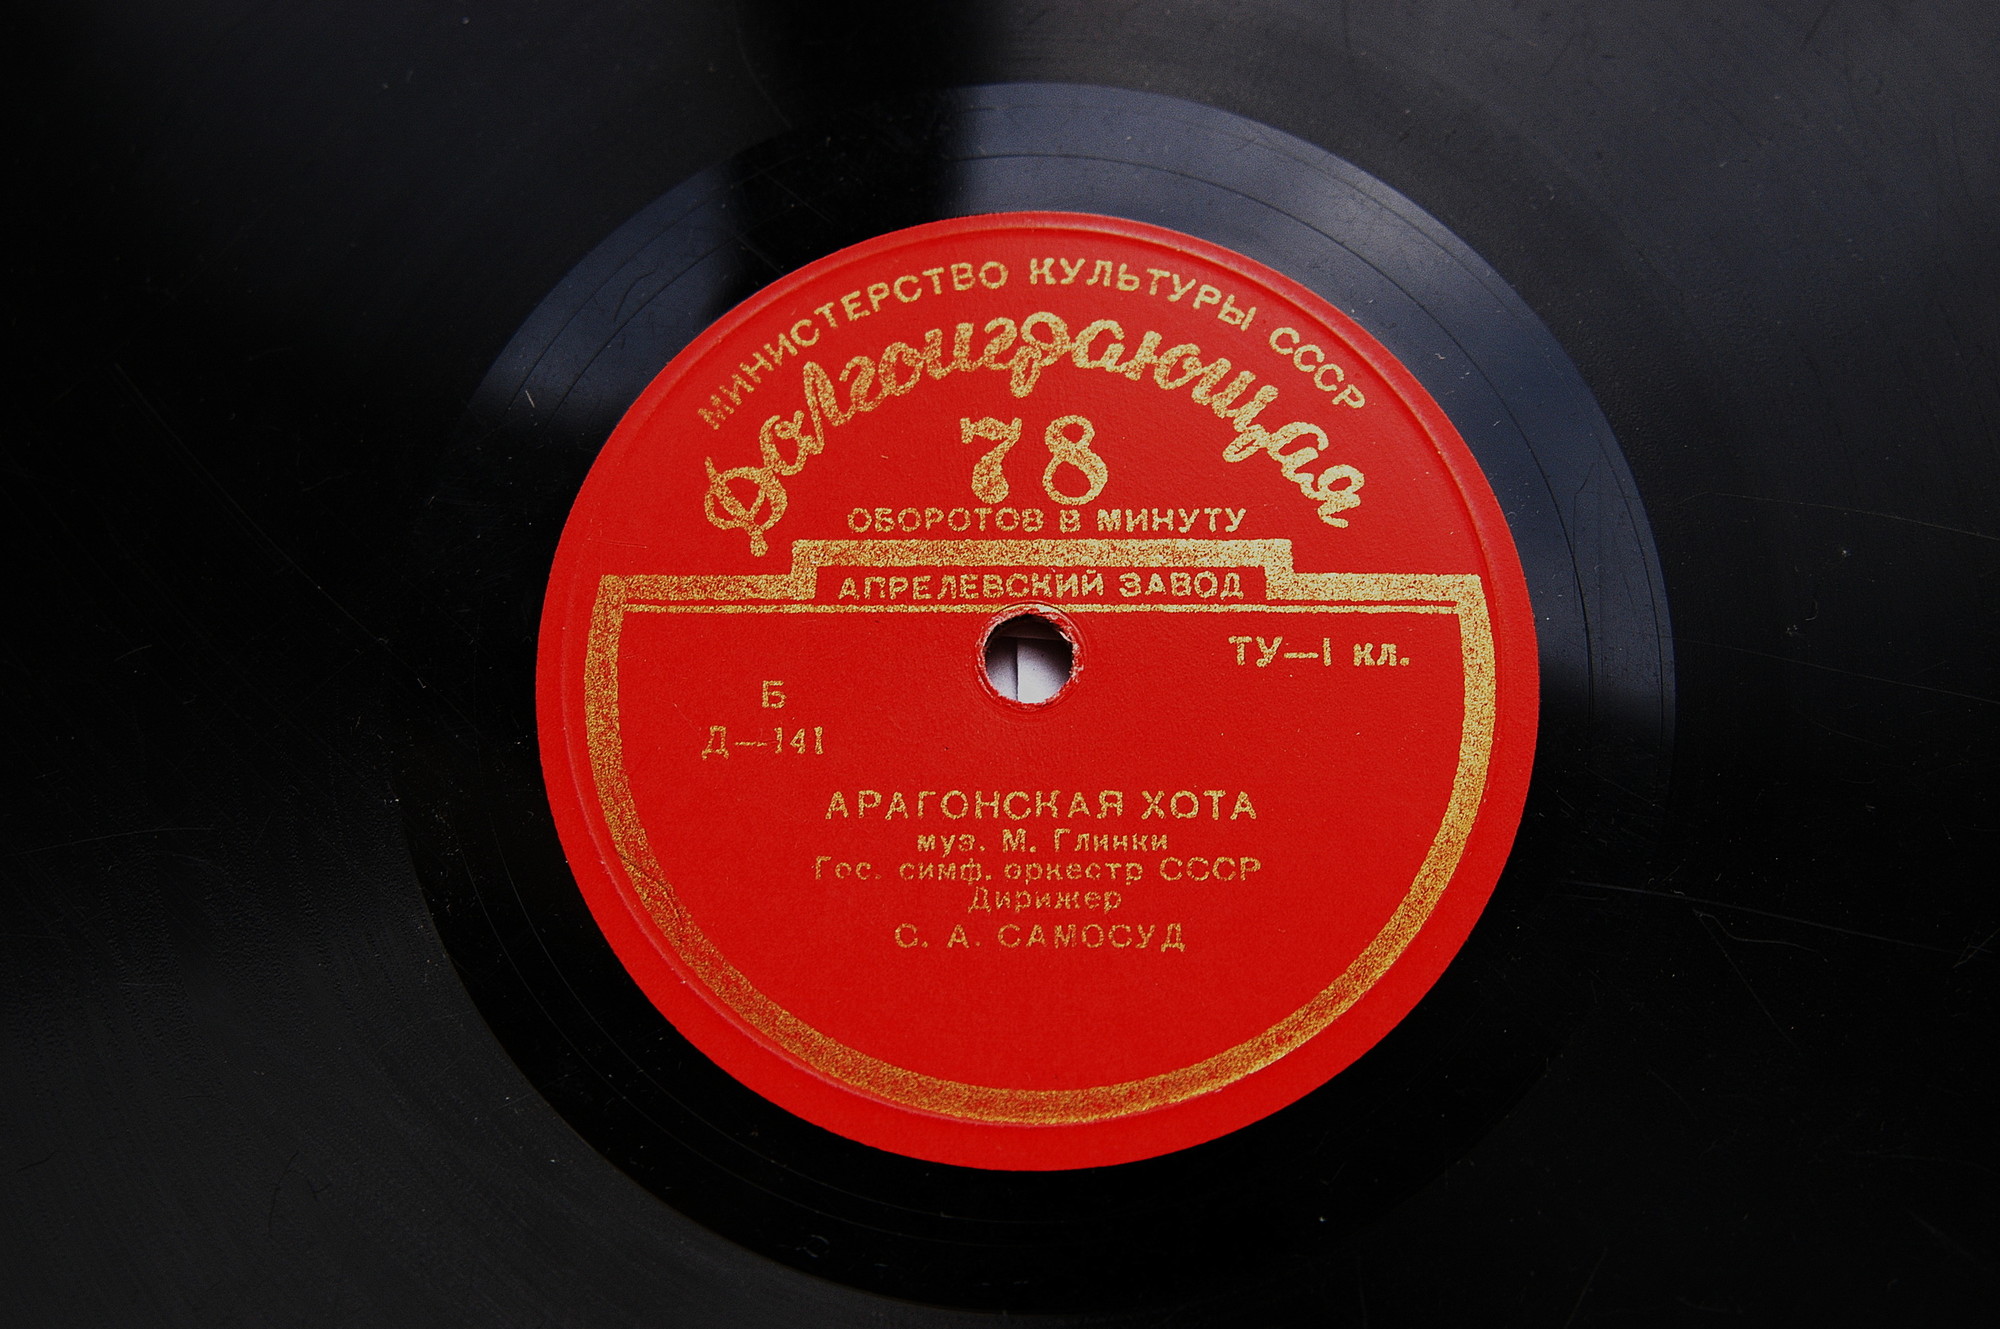 МИНИСТЕРСТВО КУЛЬТУРЫ СССР
Долгоиграющая
78
ОБОРОТОВ В МИНУТУ
АПРЕЛЕВСКИЙ ЗАВОД
ТУ—1 кл.
Б
Д—141
АРАГОНСКАЯ ХОТА
муз. М. Глинки
Гос. симф. оркестр СССР
Дирижер
С. А. САМОСУД